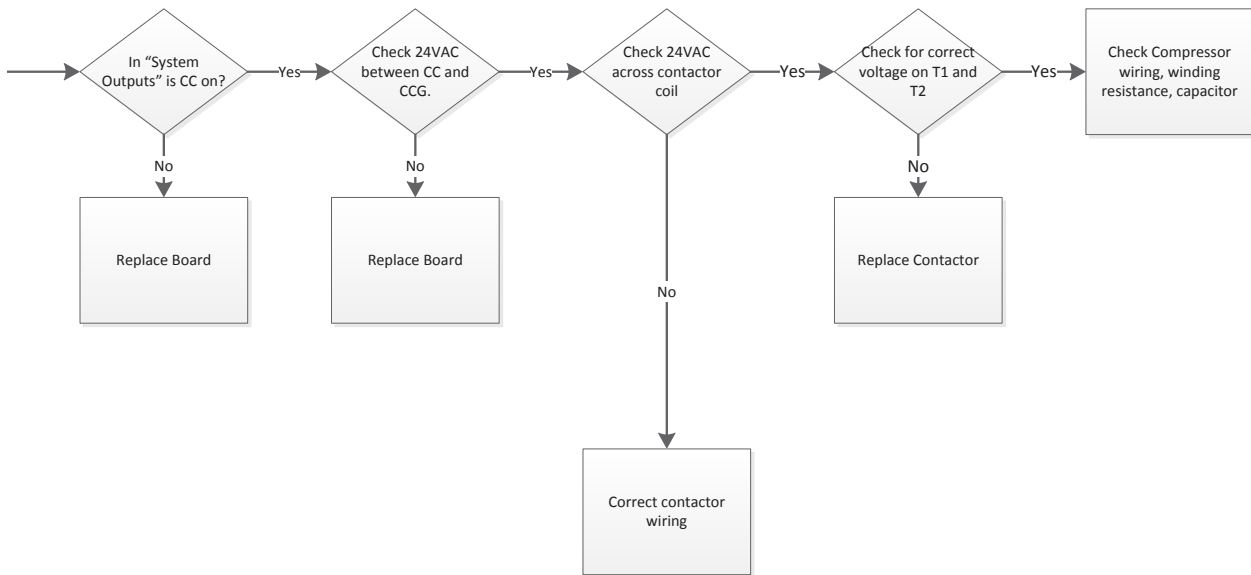 In “System
Outputs” is CC on?
Yes
Check 24VAC
between CC and
CCG.
Yes
Check 24VAC
across contactor
coil
Yes
Check for correct
voltage on T1 and
T2
Yes
Check Compressor
wiring, winding
resistance, capacitor
No
No
No
Replace Board
Replace Board
Replace Contactor
No
Correct contactor
wiring